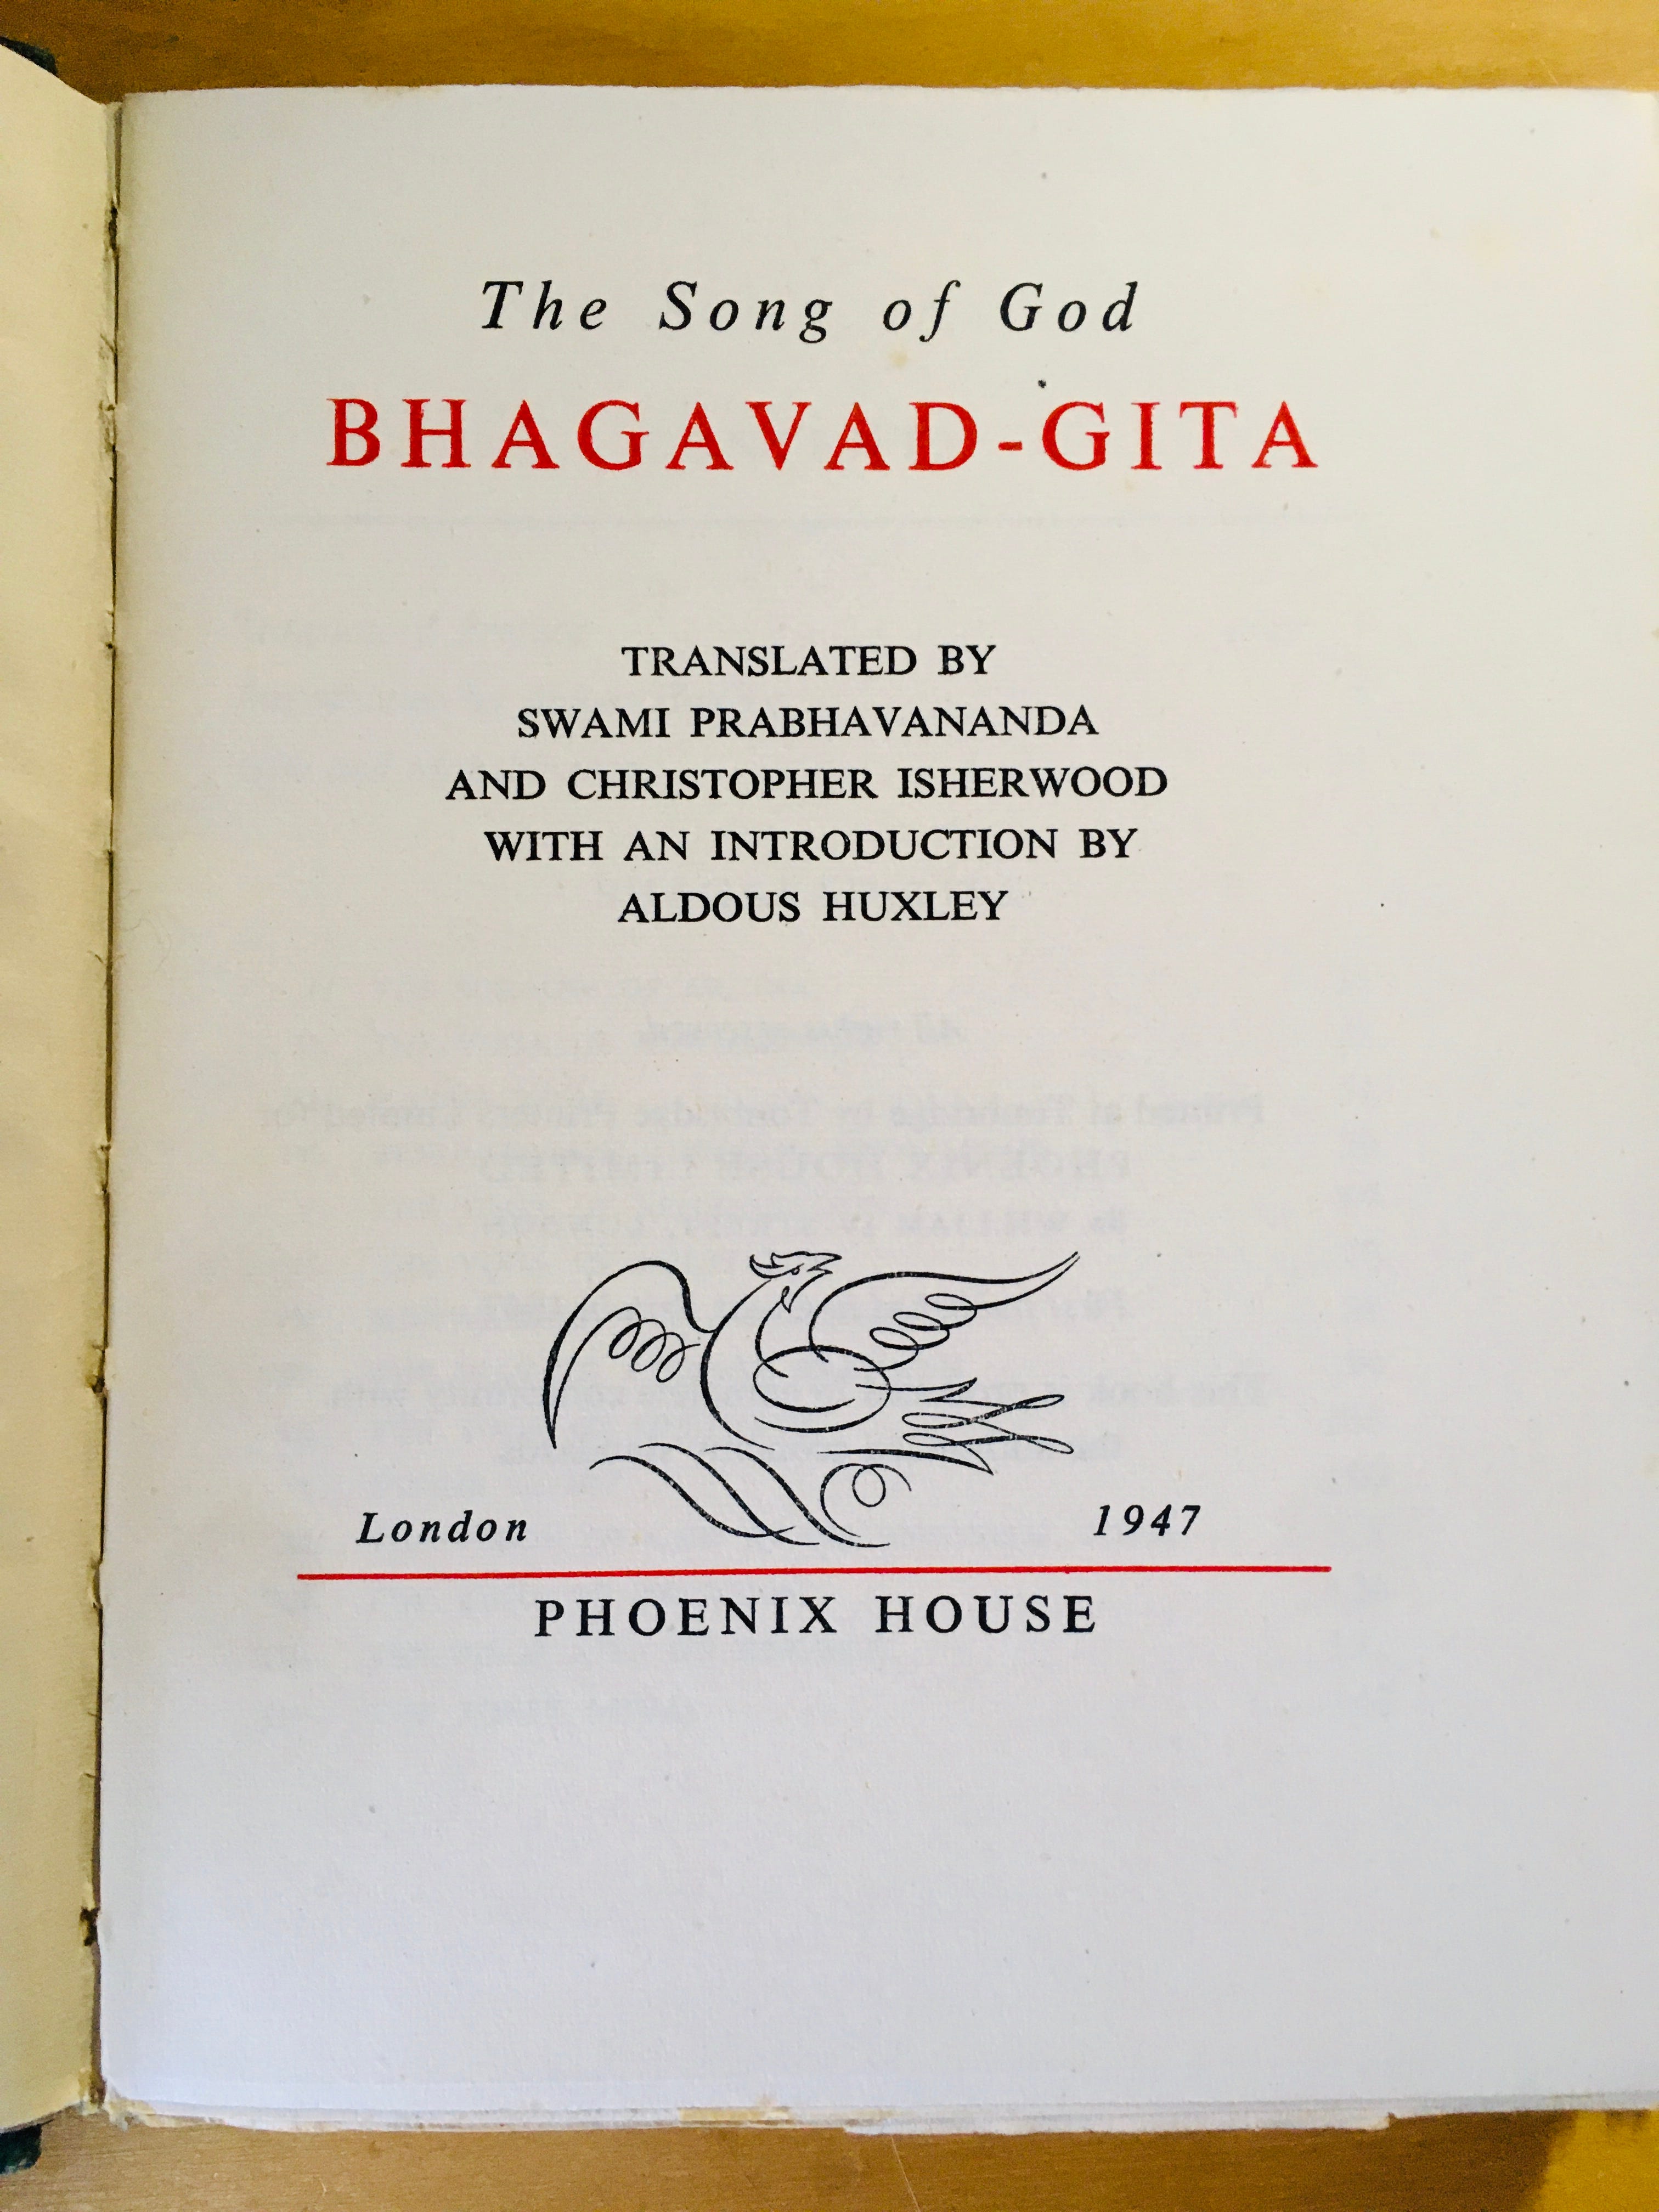 The Song of God
BHAGAVAD-GITA
TRANSLATED BY
SWAMI PRABHAVANANDA
AND CHRISTOPHER ISHERWOOD
WITH AN INTRODUCTION BY
ALDOUS HUXLEY
London 1947
PHOENIX HOUSE